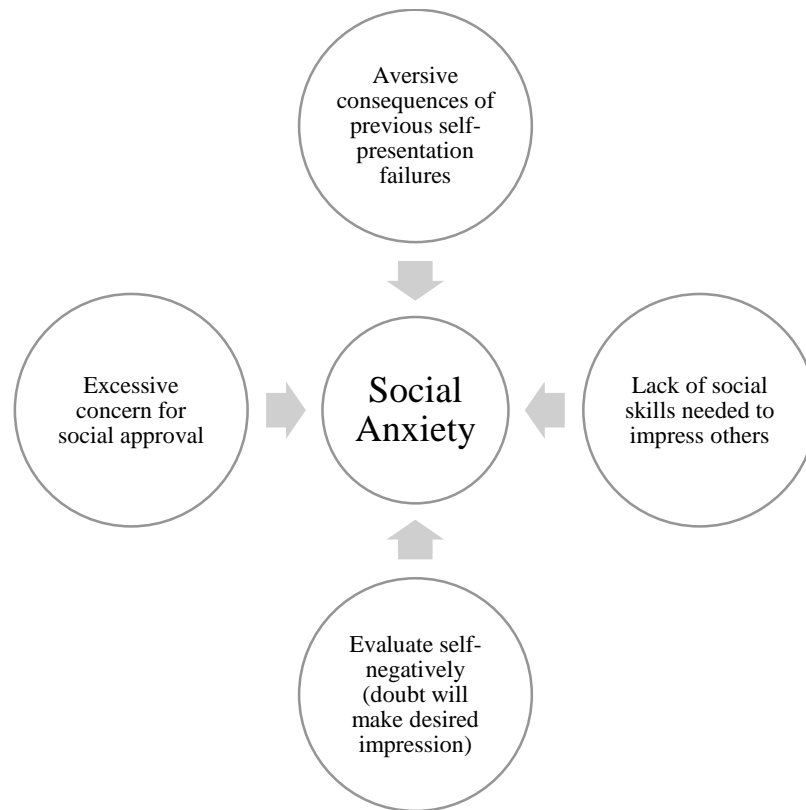 Aversive
consequences of
previous self-
presentation
failures
Excessive
concern for
social approval
Social
Anxiety
Lack of social
skills needed to
impress others
Evaluate self-
negatively
(doubt will
make desired
impression)